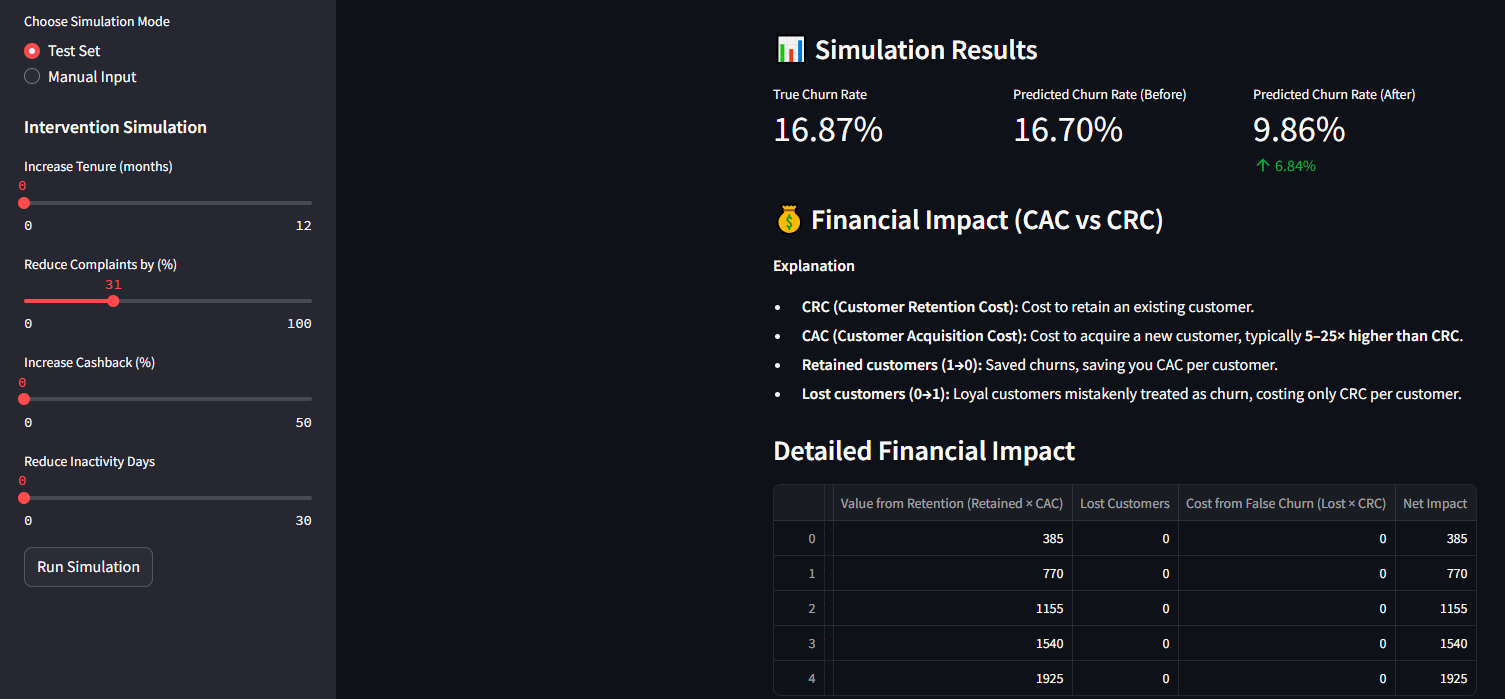 Choose Simulation Mode
Test Set
Manual Input
Intervention Simulation
Increase Tenure (months)
0
0 12
Reduce Complaints by (%)
31
0 100
Increase Cashback (%)
0
0 50
Reduce Inactivity Days
0
0 30
Run Simulation
📊 Simulation Results
True Churn Rate Predicted Churn Rate (Before) Predicted Churn Rate (After)
16.87% 16.70% 9.86%
↑ 6.84%
💰 Financial Impact (CAC vs CRC)
Explanation
• CRC (Customer Retention Cost): Cost to retain an existing customer.
• CAC (Customer Acquisition Cost): Cost to acquire a new customer, typically 5–25× higher than CRC.
• Retained customers (1→0): Saved churns, saving you CAC per customer.
• Lost customers (0→1): Loyal customers mistakenly treated as churn, costing only CRC per customer.
Detailed Financial Impact
Value from Retention (Retained × CAC) Lost Customers Cost from False Churn (Lost × CRC) Net Impact
0 385 0 0 385
1 770 0 0 770
2 1155 0 0 1155
3 1540 0 0 1540
4 1925 0 0 1925